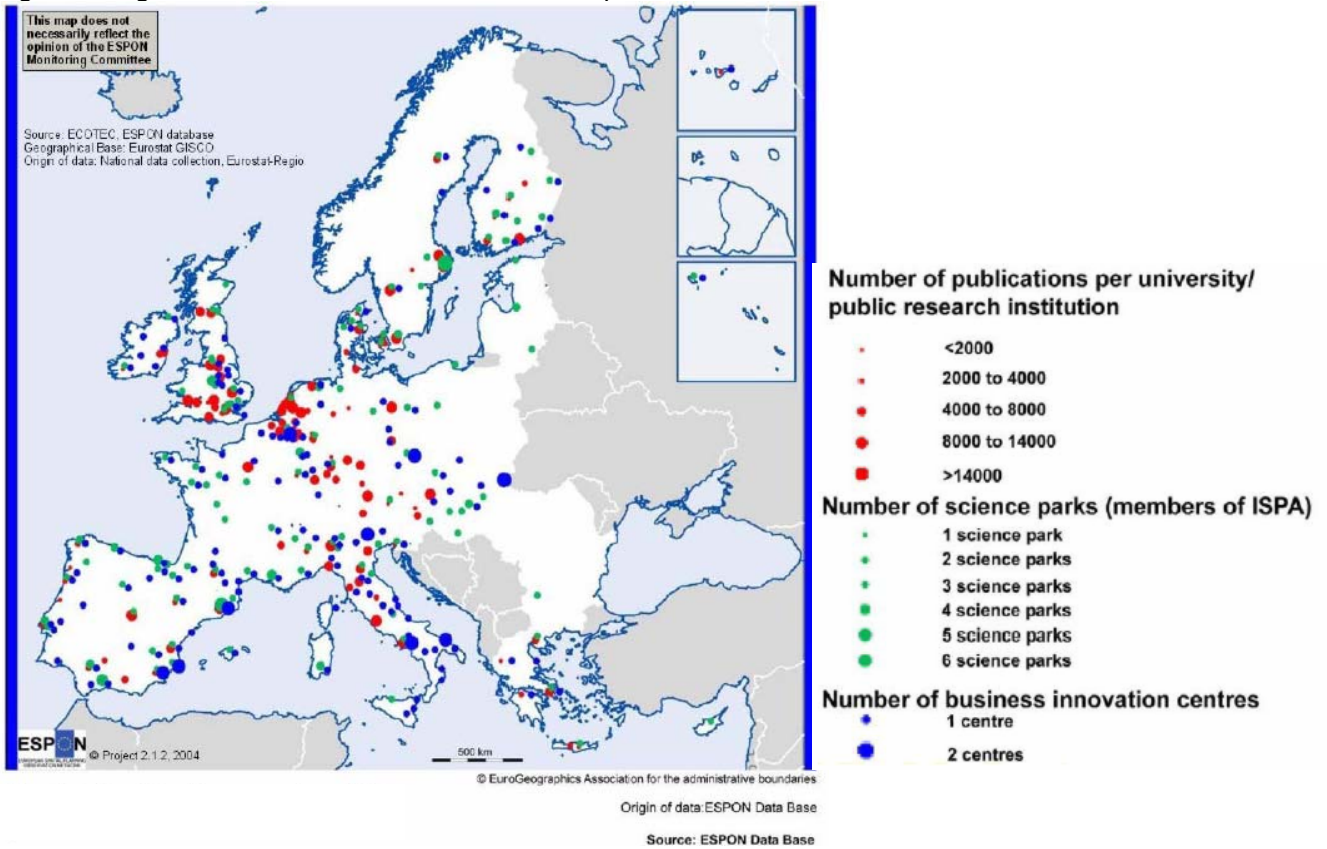 This map does not
necessarily reflect the
opinion of the ESPON
Monitoring Committee
Source: ECOTEC, ESPON database
Geographical Base: Eurostat GISCO
Origin of data: National data collection, Eurostat-Regio
Number of publications per university/
public research institution
<2000
2000 to 4000
4000 to 8000
8000 to 14000
>14000
Number of science parks (members of ISPA)
1 science park
2 science parks
3 science parks
4 science parks
5 science parks
6 science parks
Number of business innovation centres
1 centre
2 centres
ESPON
© Project 2.1.2, 2004
500 km
© EuroGeographics Association for the administrative boundaries
Origin of data:ESPON Data Base
Source: ESPON Data Base